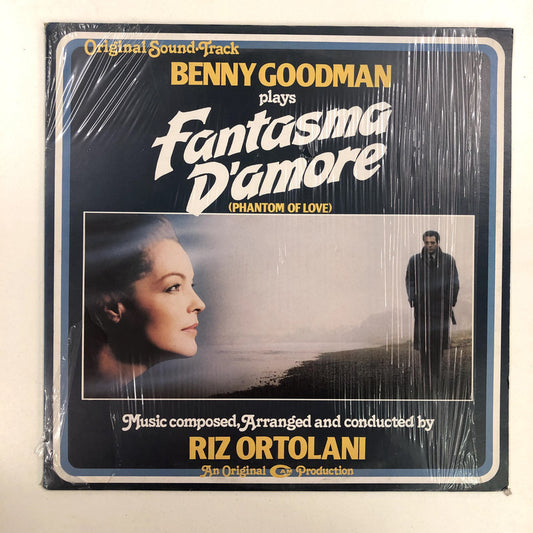 Original Sound-Track
BENNY GOODMAN
plays
Fantasma
D'amore
(PHANTOM OF LOVE)
Music composed, Arranged and conducted by
RIZ ORTOLANI
An Original CAM Production